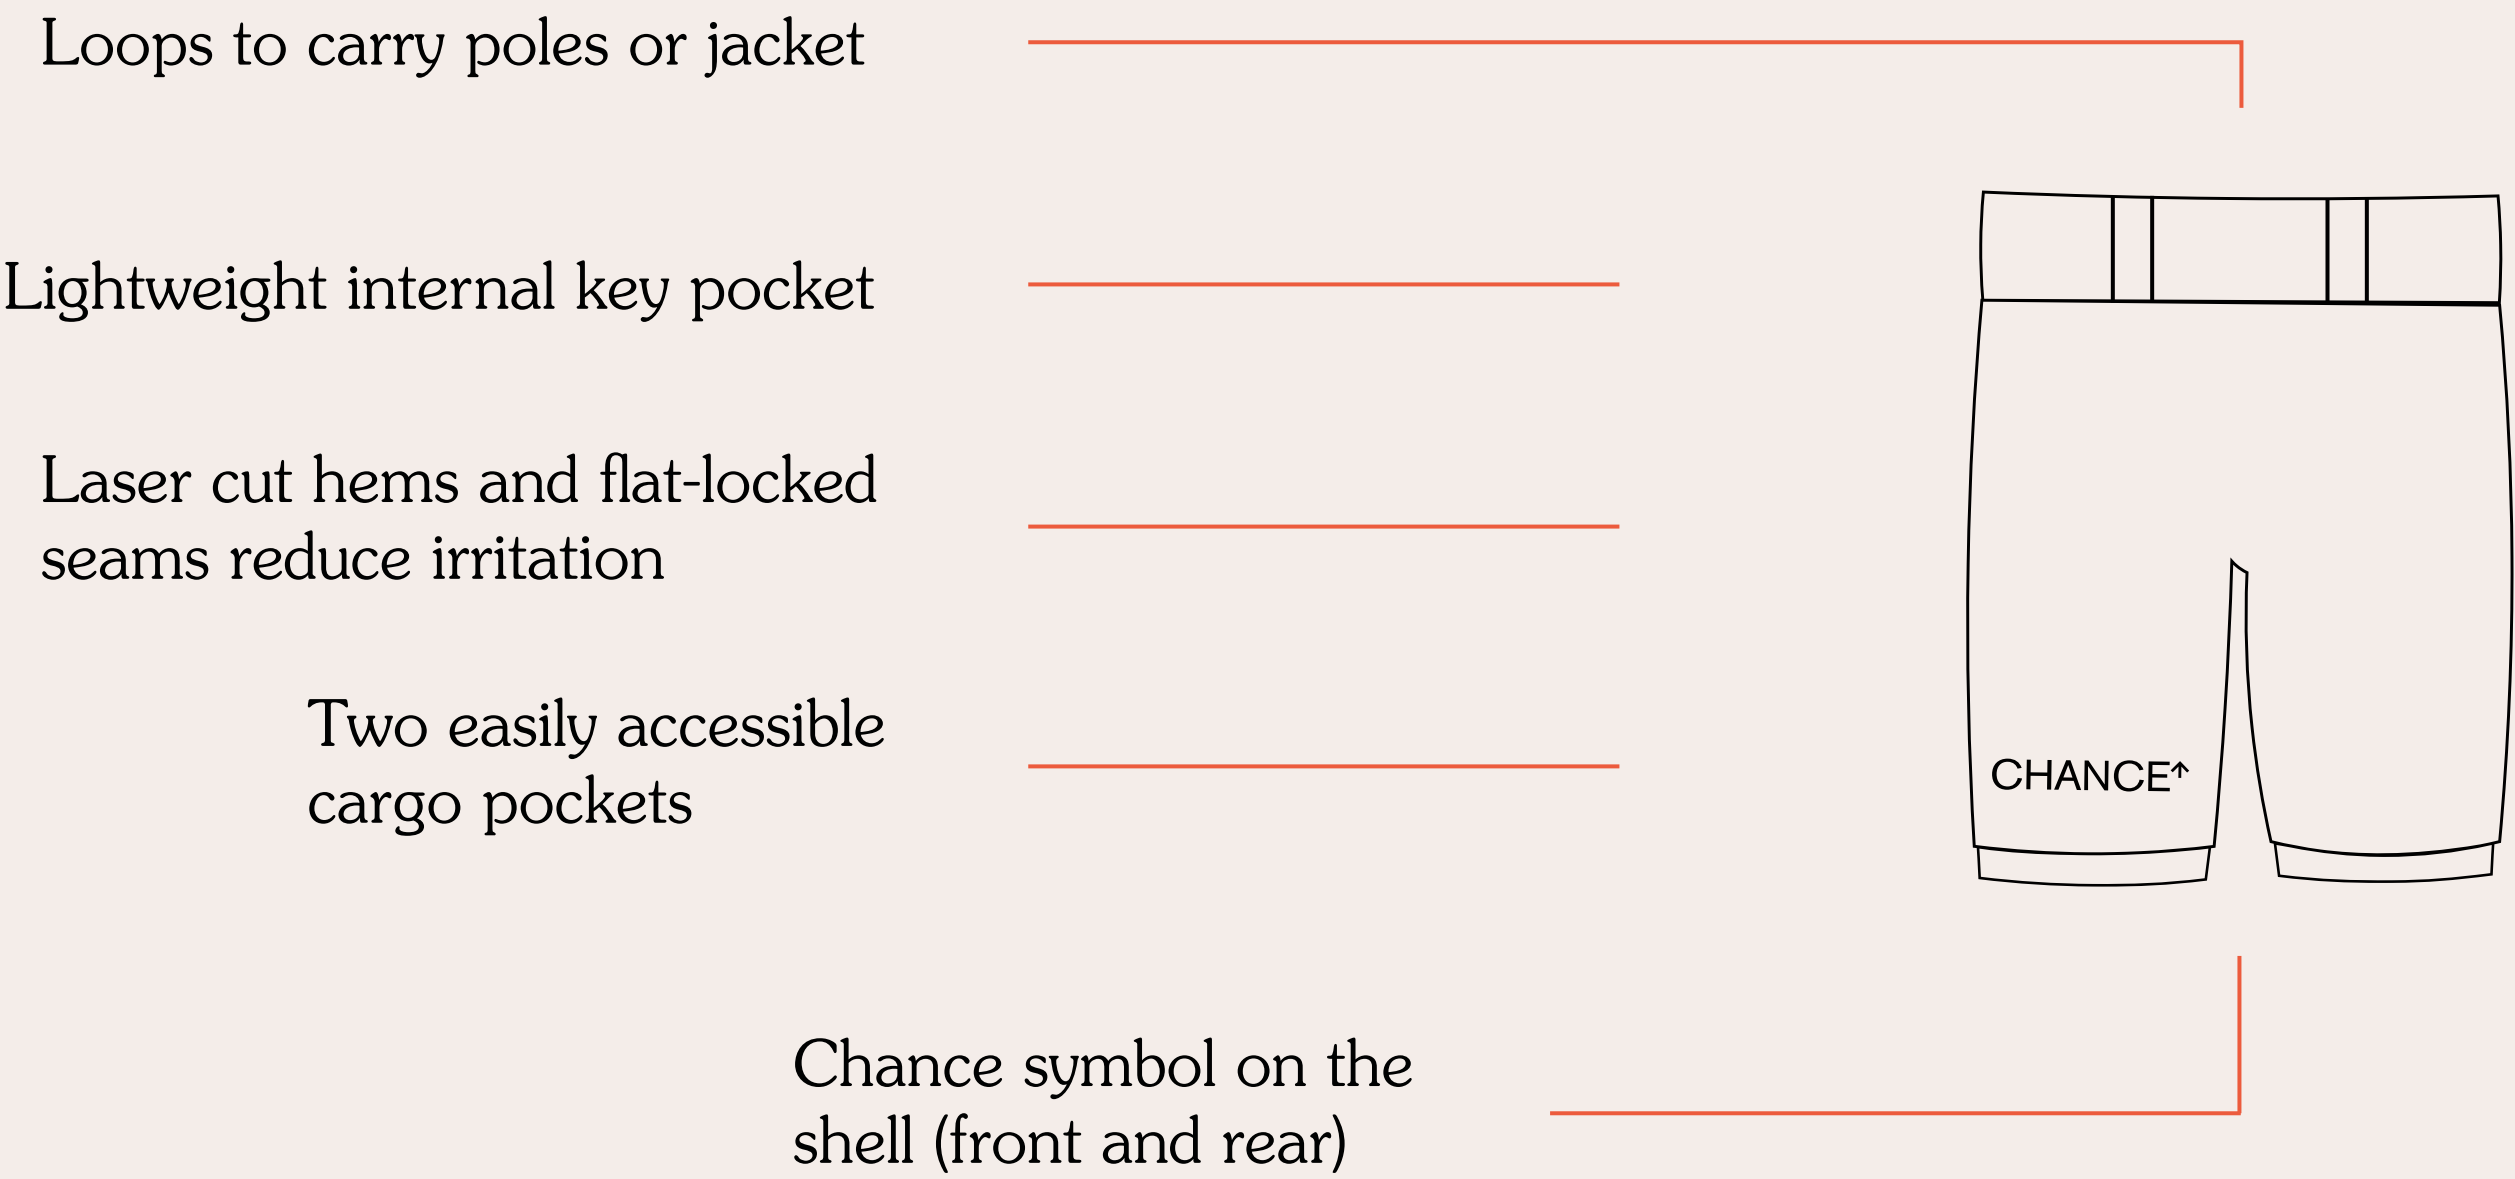 Loops to carry poles or jacket
Lightweight internal key pocket
Laser cut hems and flat-locked
seams reduce irritation
Two easily accessible
cargo pockets
CHANCE↑
Chance symbol on the
shell (front and rear)